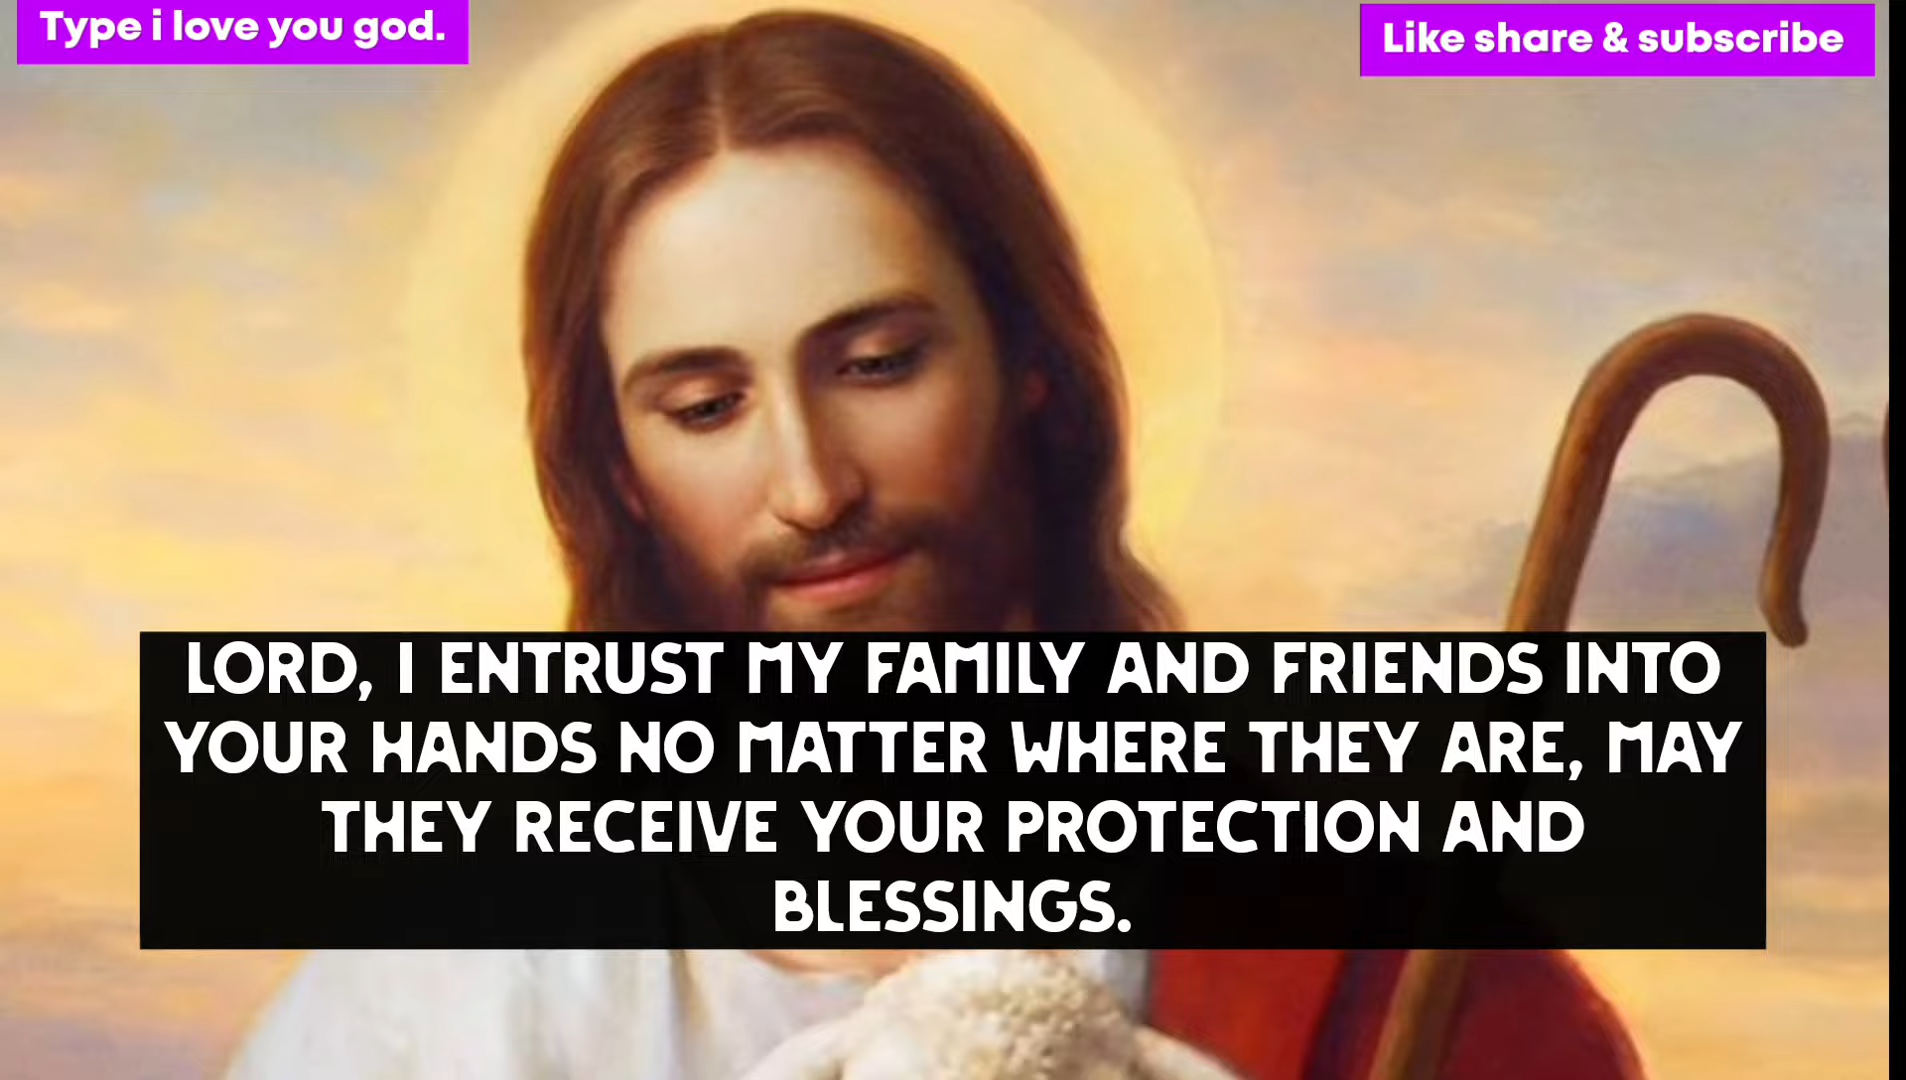 Type i love you god.
Like share & subscribe
LORD, I ENTRUST MY FAMILY AND FRIENDS INTO
YOUR HANDS NO MATTER WHERE THEY ARE, MAY
THEY RECEIVE YOUR PROTECTION AND
BLESSINGS.